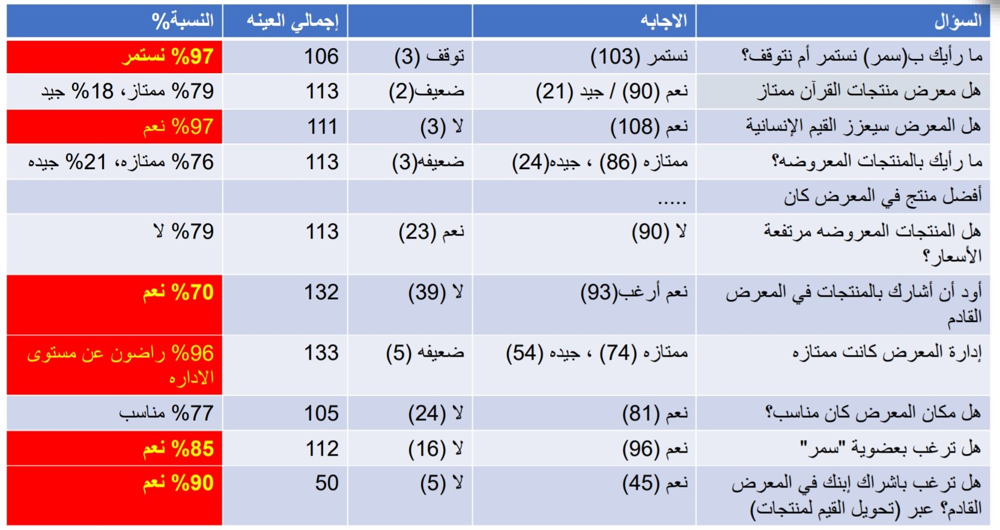 السؤال الاجابه إجمالي العينه النسبة%
ما رأيك ب(سمر) نستمر أم نتوقف؟ نستمر (103) توقف (3) 106 97% نستمر
هل معرض منتجات القرآن ممتاز نعم (90) / جيد (21) ضعيف(2) 113 79% ممتاز، 18% جيد
هل المعرض سيعزز القيم الإنسانية نعم (108) لا (3) 111 97% نعم
ما رأيك بالمنتجات المعروضه؟ ممتازه (86) ، جيده(24) ضعيفه(3) 113 76% ممتازه، 21% جيده
أفضل منتج في المعرض كان .....
هل المنتجات المعروضه مرتفعة لا (90) نعم (23) 113 79% لا
الأسعار؟
أود أن أشارك بالمنتجات في المعرض نعم أرغب(93) لا (39) 132 70% نعم
القادم
إدارة المعرض كانت ممتازه ممتازه (74) ، جيده (54) ضعيفه (5) 133 96% راضون عن مستوى
الاداره
هل مكان المعرض كان مناسب؟ نعم (81) لا (24) 105 77% مناسب
هل ترغب بعضوية "سمر" نعم (96) لا (16) 112 85% نعم
هل ترغب باشراك إبنك في المعرض نعم (45) لا (5) 50 90% نعم
القادم؟ عبر (تحويل القيم لمنتجات)